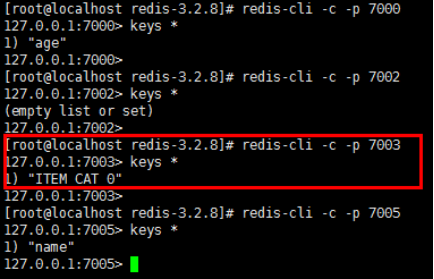 [root@localhost redis-3.2.8]# redis-cli -c -p 7000
127.0.0.1:7000> keys *
1) "age"
127.0.0.1:7000>
[root@localhost redis-3.2.8]# redis-cli -c -p 7002
127.0.0.1:7002> keys *
(empty list or set)
127.0.0.1:7002>
[root@localhost redis-3.2.8]# redis-cli -c -p 7003
127.0.0.1:7003> keys *
1) "ITEM CAT 0"
127.0.0.1:7003>
[root@localhost redis-3.2.8]# redis-cli -c -p 7005
127.0.0.1:7005> keys *
1) "name"
127.0.0.1:7005>